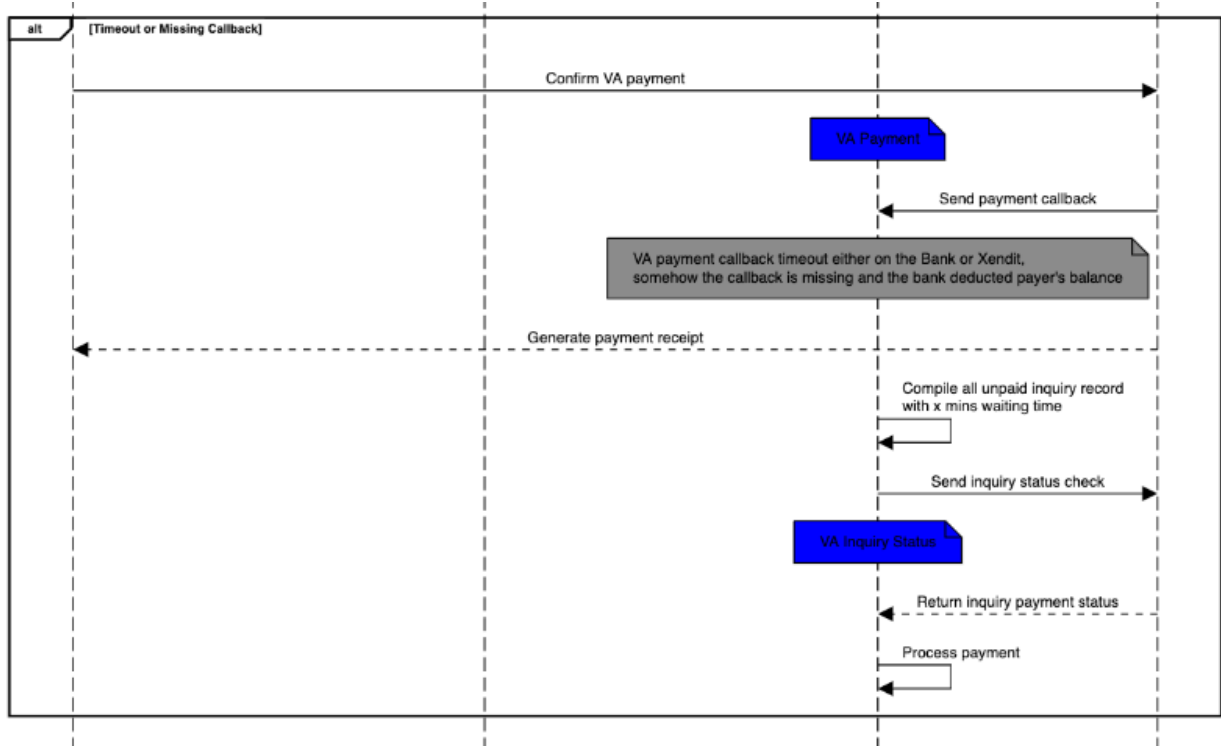 alt
[Timeout or Missing Callback]
Confirm VA payment
VA Payment
Send payment callback
VA payment callback timeout either on the Bank or Xendit,
somehow the callback is missing and the bank deducted payer's balance
Generate payment receipt
Compile all unpaid inquiry record
with x mins waiting time
Send inquiry status check
VA Inquiry Status
Return inquiry payment status
Process payment